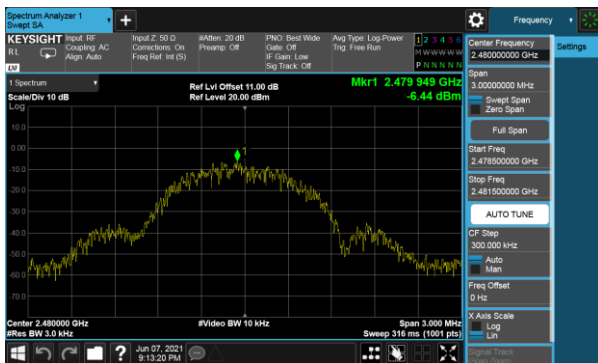 Spectrum Analyzer 1
Swept SA
Frequency
KEYSIGHT
RL
LXI
Input: RF
Coupling: AC
Align: Auto
Input Z: 50 Ω
Corrections: On
Freq Ref: Int (S)
#Atten: 20 dB
Preamp: Off
PNO: Best Wide
Gate: Off
IF Gain: Low
Sig Track: Off
Avg Type: Log-Power
Trig: Free Run
1 2 3 4 5 6
M W W W W W
P N N N N N
Center Frequency
2.480000000 GHz
Settings
Span
3.00000000 MHz
Swept Span
Zero Span
Full Span
Start Freq
2.478500000 GHz
Stop Freq
2.481500000 GHz
AUTO TUNE
CF Step
300.000 kHz
Auto
Man
Freq Offset
0 Hz
X Axis Scale
Log
Lin
Signal Track
(Span Zoom)
1 Spectrum
Scale/Div 10 dB
Log
Ref Lvl Offset 11.00 dB
Ref Level 20.00 dBm
Mkr1 2.479 949 GHz
-6.44 dBm
1
10.0
0.00
-10.0
-20.0
-30.0
-40.0
-50.0
-60.0
-70.0
Center 2.480000 GHz
#Res BW 3.0 kHz
#Video BW 10 kHz
Span 3.000 MHz
Sweep 316 ms (1001 pts)
Jun 07, 2021
9:13:20 PM